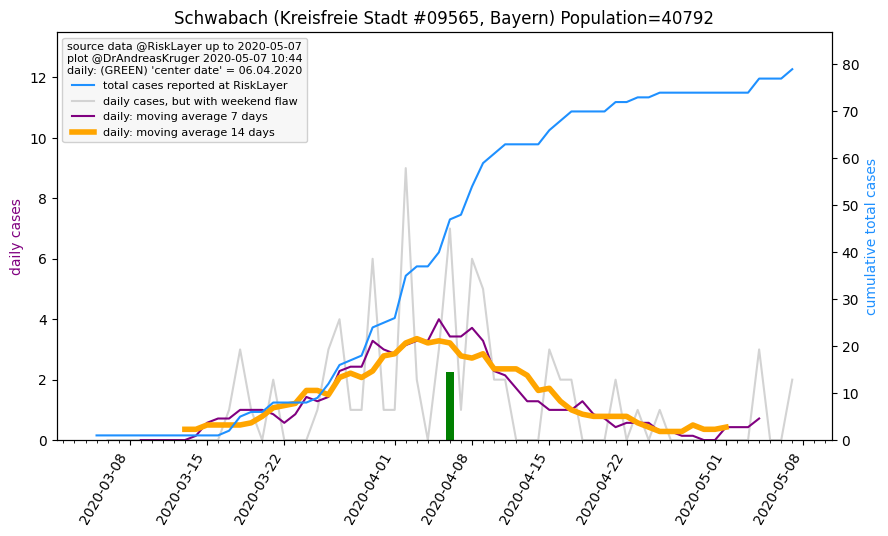 Schwabach (Kreisfreie Stadt #09565, Bayern) Population=40792
source data @RiskLayer up to 2020-05-07
plot @DrAndreasKruger 2020-05-07 10:44
daily: (GREEN) 'center date' = 06.04.2020
total cases reported at RiskLayer
daily cases, but with weekend flaw
daily: moving average 7 days
daily: moving average 14 days
daily cases
12
10
8
6
4
2
0
cumulative total cases
80
70
60
50
40
30
20
10
0
2020-03-08
2020-03-15
2020-03-22
2020-04-01
2020-04-08
2020-04-15
2020-04-22
2020-05-01
2020-05-08